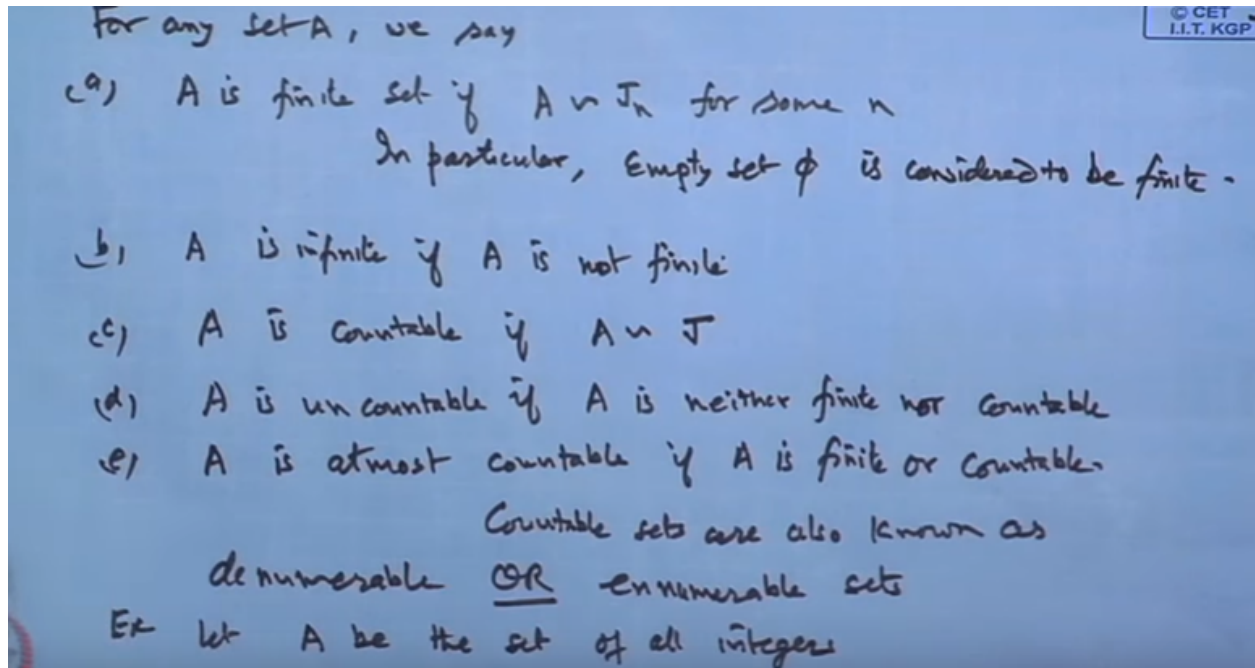 For any set A, we say
© CET
I.I.T. KGP
(a) A is finite set if A ~ Jn for some n
In particular, Empty set ϕ is considered to be finite.
(b) A is infinite if A is not finite
(c) A is countable if A ~ J
(d) A is uncountable if A is neither finite nor countable
(e) A is atmost countable if A is finite or countable.
Countable sets are also known as
denumerable OR ennumerable sets
Ex let A be the set of all integers